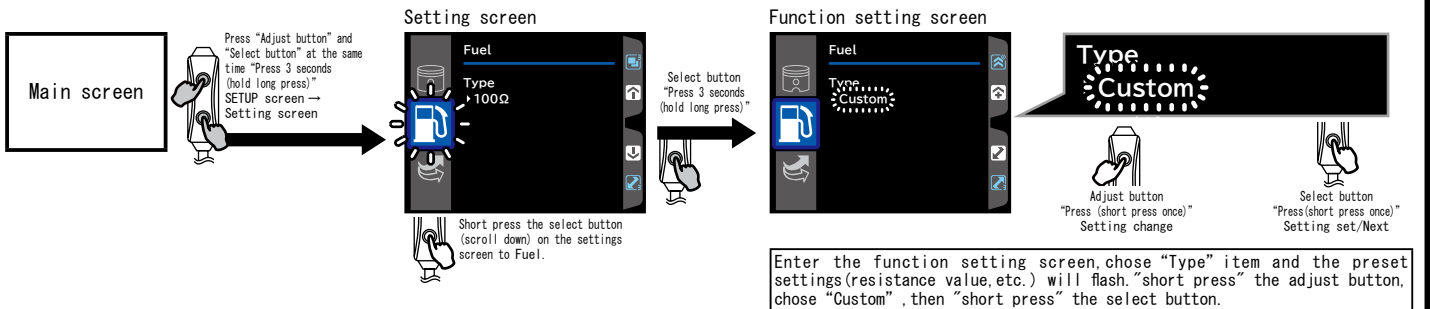 Main screen
Press “Adjust button” and
“Select button” at the same
time “Press 3 seconds
(hold long press)”
SETUP screen →
Setting screen
Setting screen
Fuel
Type
100Ω
Short press the select button
(scroll down) on the settings
screen to Fuel.
Select button
“Press 3 seconds
(hold long press)”
Function setting screen
Fuel
Type
Custom
Type
Custom
Adjust button
“Press (short press once)”
Setting change
Select button
“Press(short press once)”
Setting set/Next
Enter the function setting screen,chose “Type” item and the preset
settings(resistance value,etc.) will flash."short press" the adjust button,
chose “Custom” ,then "short press" the select button.